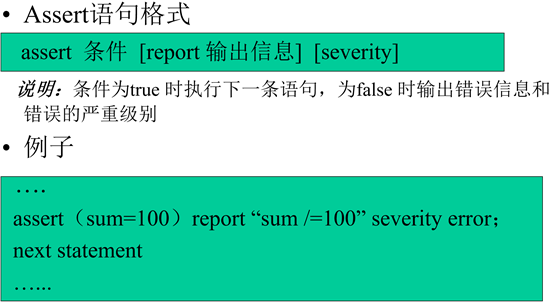 • Assert语句格式
assert 条件 [report 输出信息] [severity]
说明：条件为true 时执行下一条语句，为false 时输出错误信息和
错误的严重级别
• 例子
….
assert（sum=100）report “sum /=100” severity error；
next statement
…...